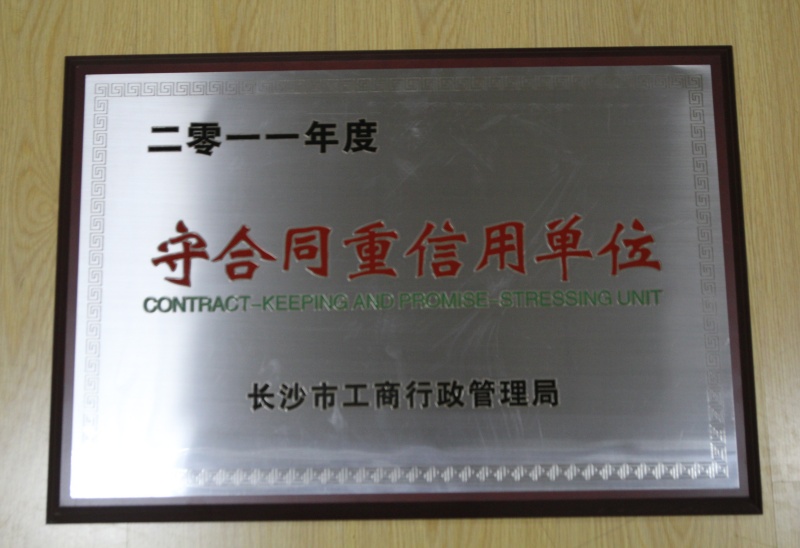 二零一一年度
守合同重信用单位
CONTRACT-KEEPING AND PROMISE-STRESSING UNIT
长沙市工商行政管理局